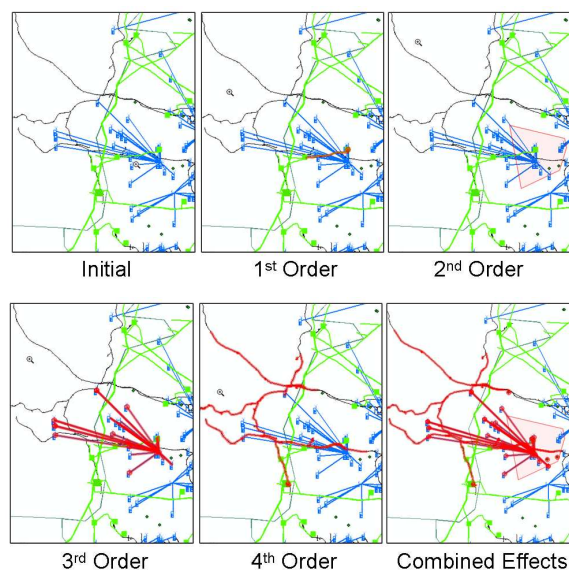 Initial
1st Order
2nd Order
3rd Order
4th Order
Combined Effects